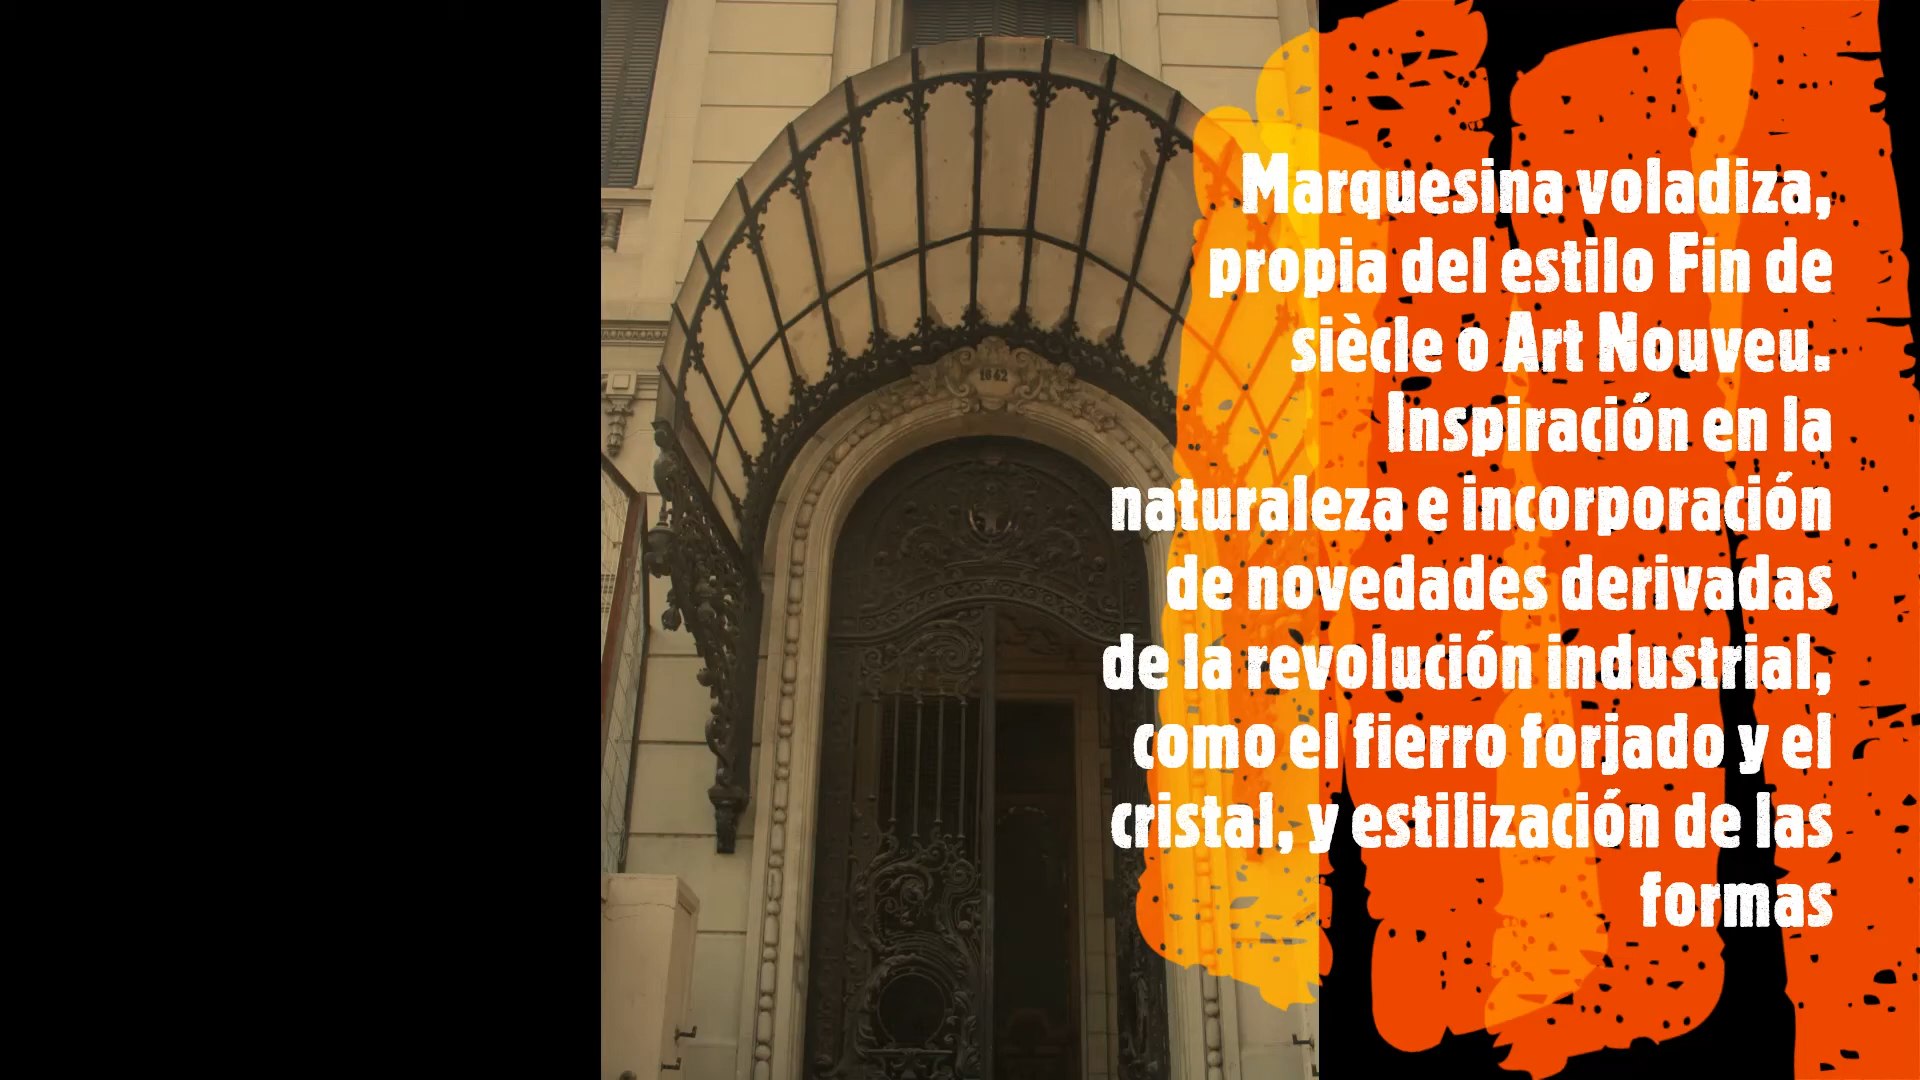 1642
Marquesina voladiza,
propia del estilo Fin de
siècle o Art Nouveu.
Inspiración en la
naturaleza e incorporación
de novedades derivadas
de la revolución industrial,
como el fierro forjado y el
cristal, y estilización de las
formas